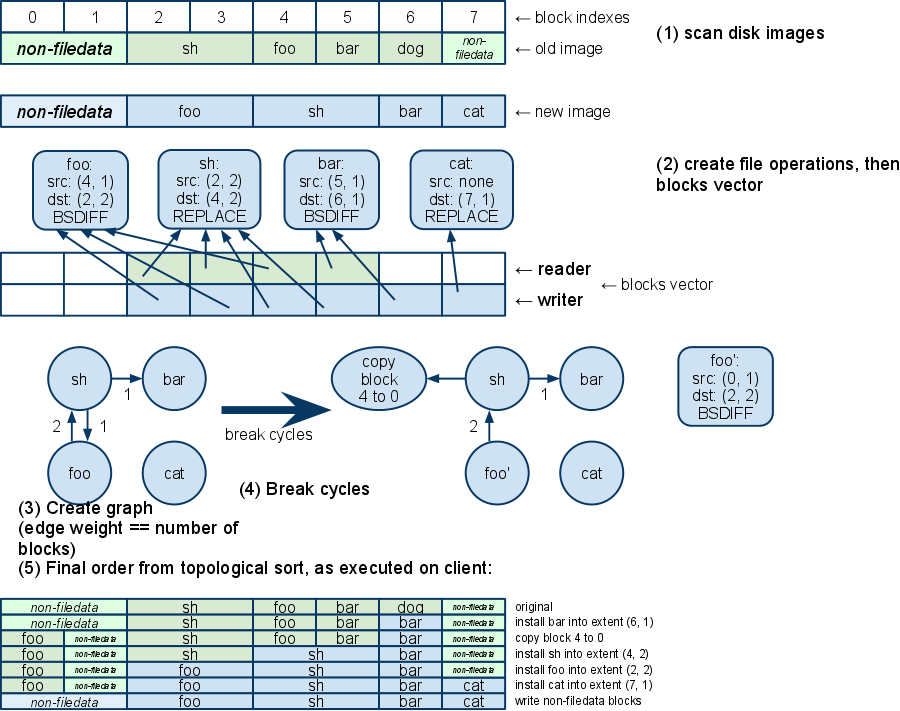 0 1 2 3 4 5 6 7 ← block indexes
(1) scan disk images
non-filedata sh foo bar dog non-
filedata ← old image
non-filedata foo sh bar cat ← new image
(2) create file operations, then
blocks vector
foo: sh: bar: cat:
src: (4, 1) src: (2, 2) src: (5, 1) src: none
dst: (2, 2) dst: (4, 2) dst: (6, 1) dst: (7, 1)
BSDIFF REPLACE BSDIFF REPLACE
← reader
← blocks vector
← writer
copy
block
4 to 0
sh bar sh bar
1 1
foo':
src: (0, 1)
dst: (2, 2)
BSDIFF
2 1 2
break cycles
foo cat foo' cat
(4) Break cycles
(3) Create graph
(edge weight == number of
blocks)
(5) Final order from topological sort, as executed on client:
non-filedata sh foo bar dog non-filedata original
non-filedata sh foo bar bar non-filedata install bar into extent (6, 1)
foo non-filedata sh foo bar bar non-filedata copy block 4 to 0
foo non-filedata sh sh bar non-filedata install sh into extent (4, 2)
foo non-filedata foo sh bar non-filedata install foo into extent (2, 2)
foo non-filedata foo sh bar cat install cat into extent (7, 1)
non-filedata foo sh bar cat write non-filedata blocks